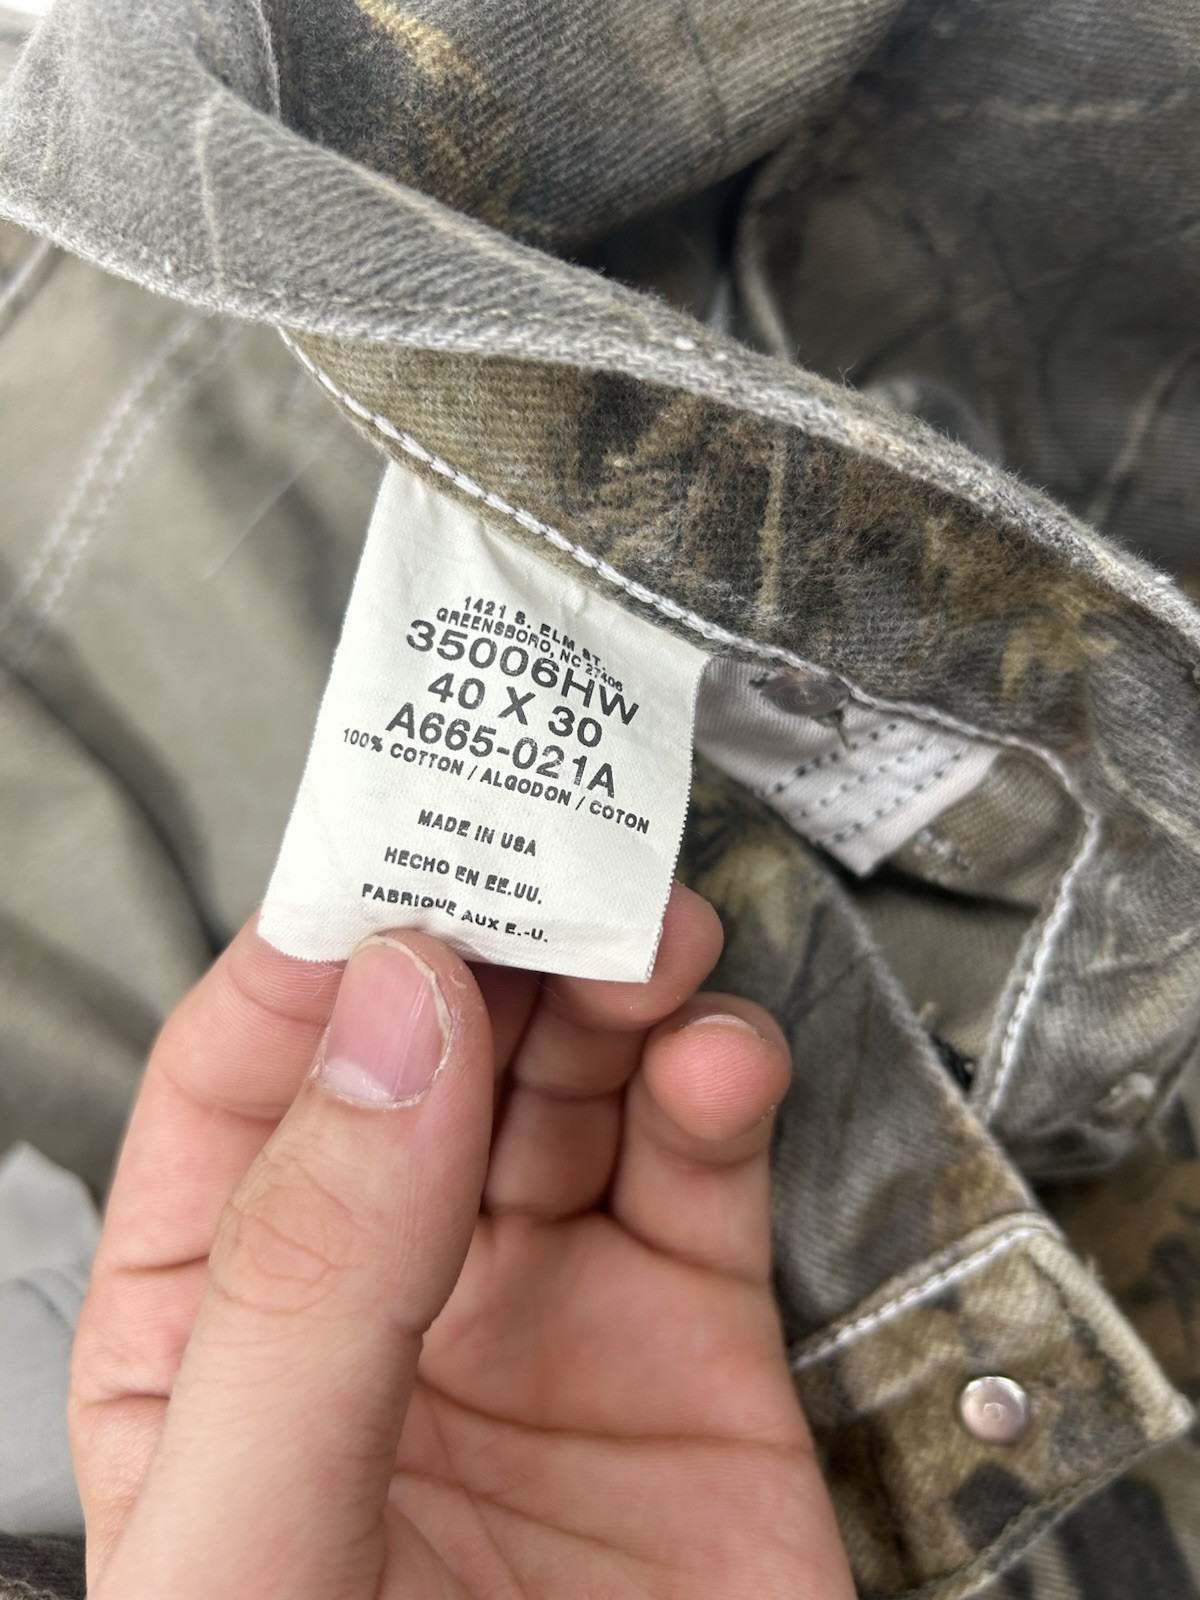 1421 S. ELM ST.
GREENSBORO, NC 27406
35006HW
40 X 30
A665-021A
100% COTTON / ALGODON / COTON
MADE IN USA
HECHO EN EE.UU.
FABRIQUE AUX E.-U.